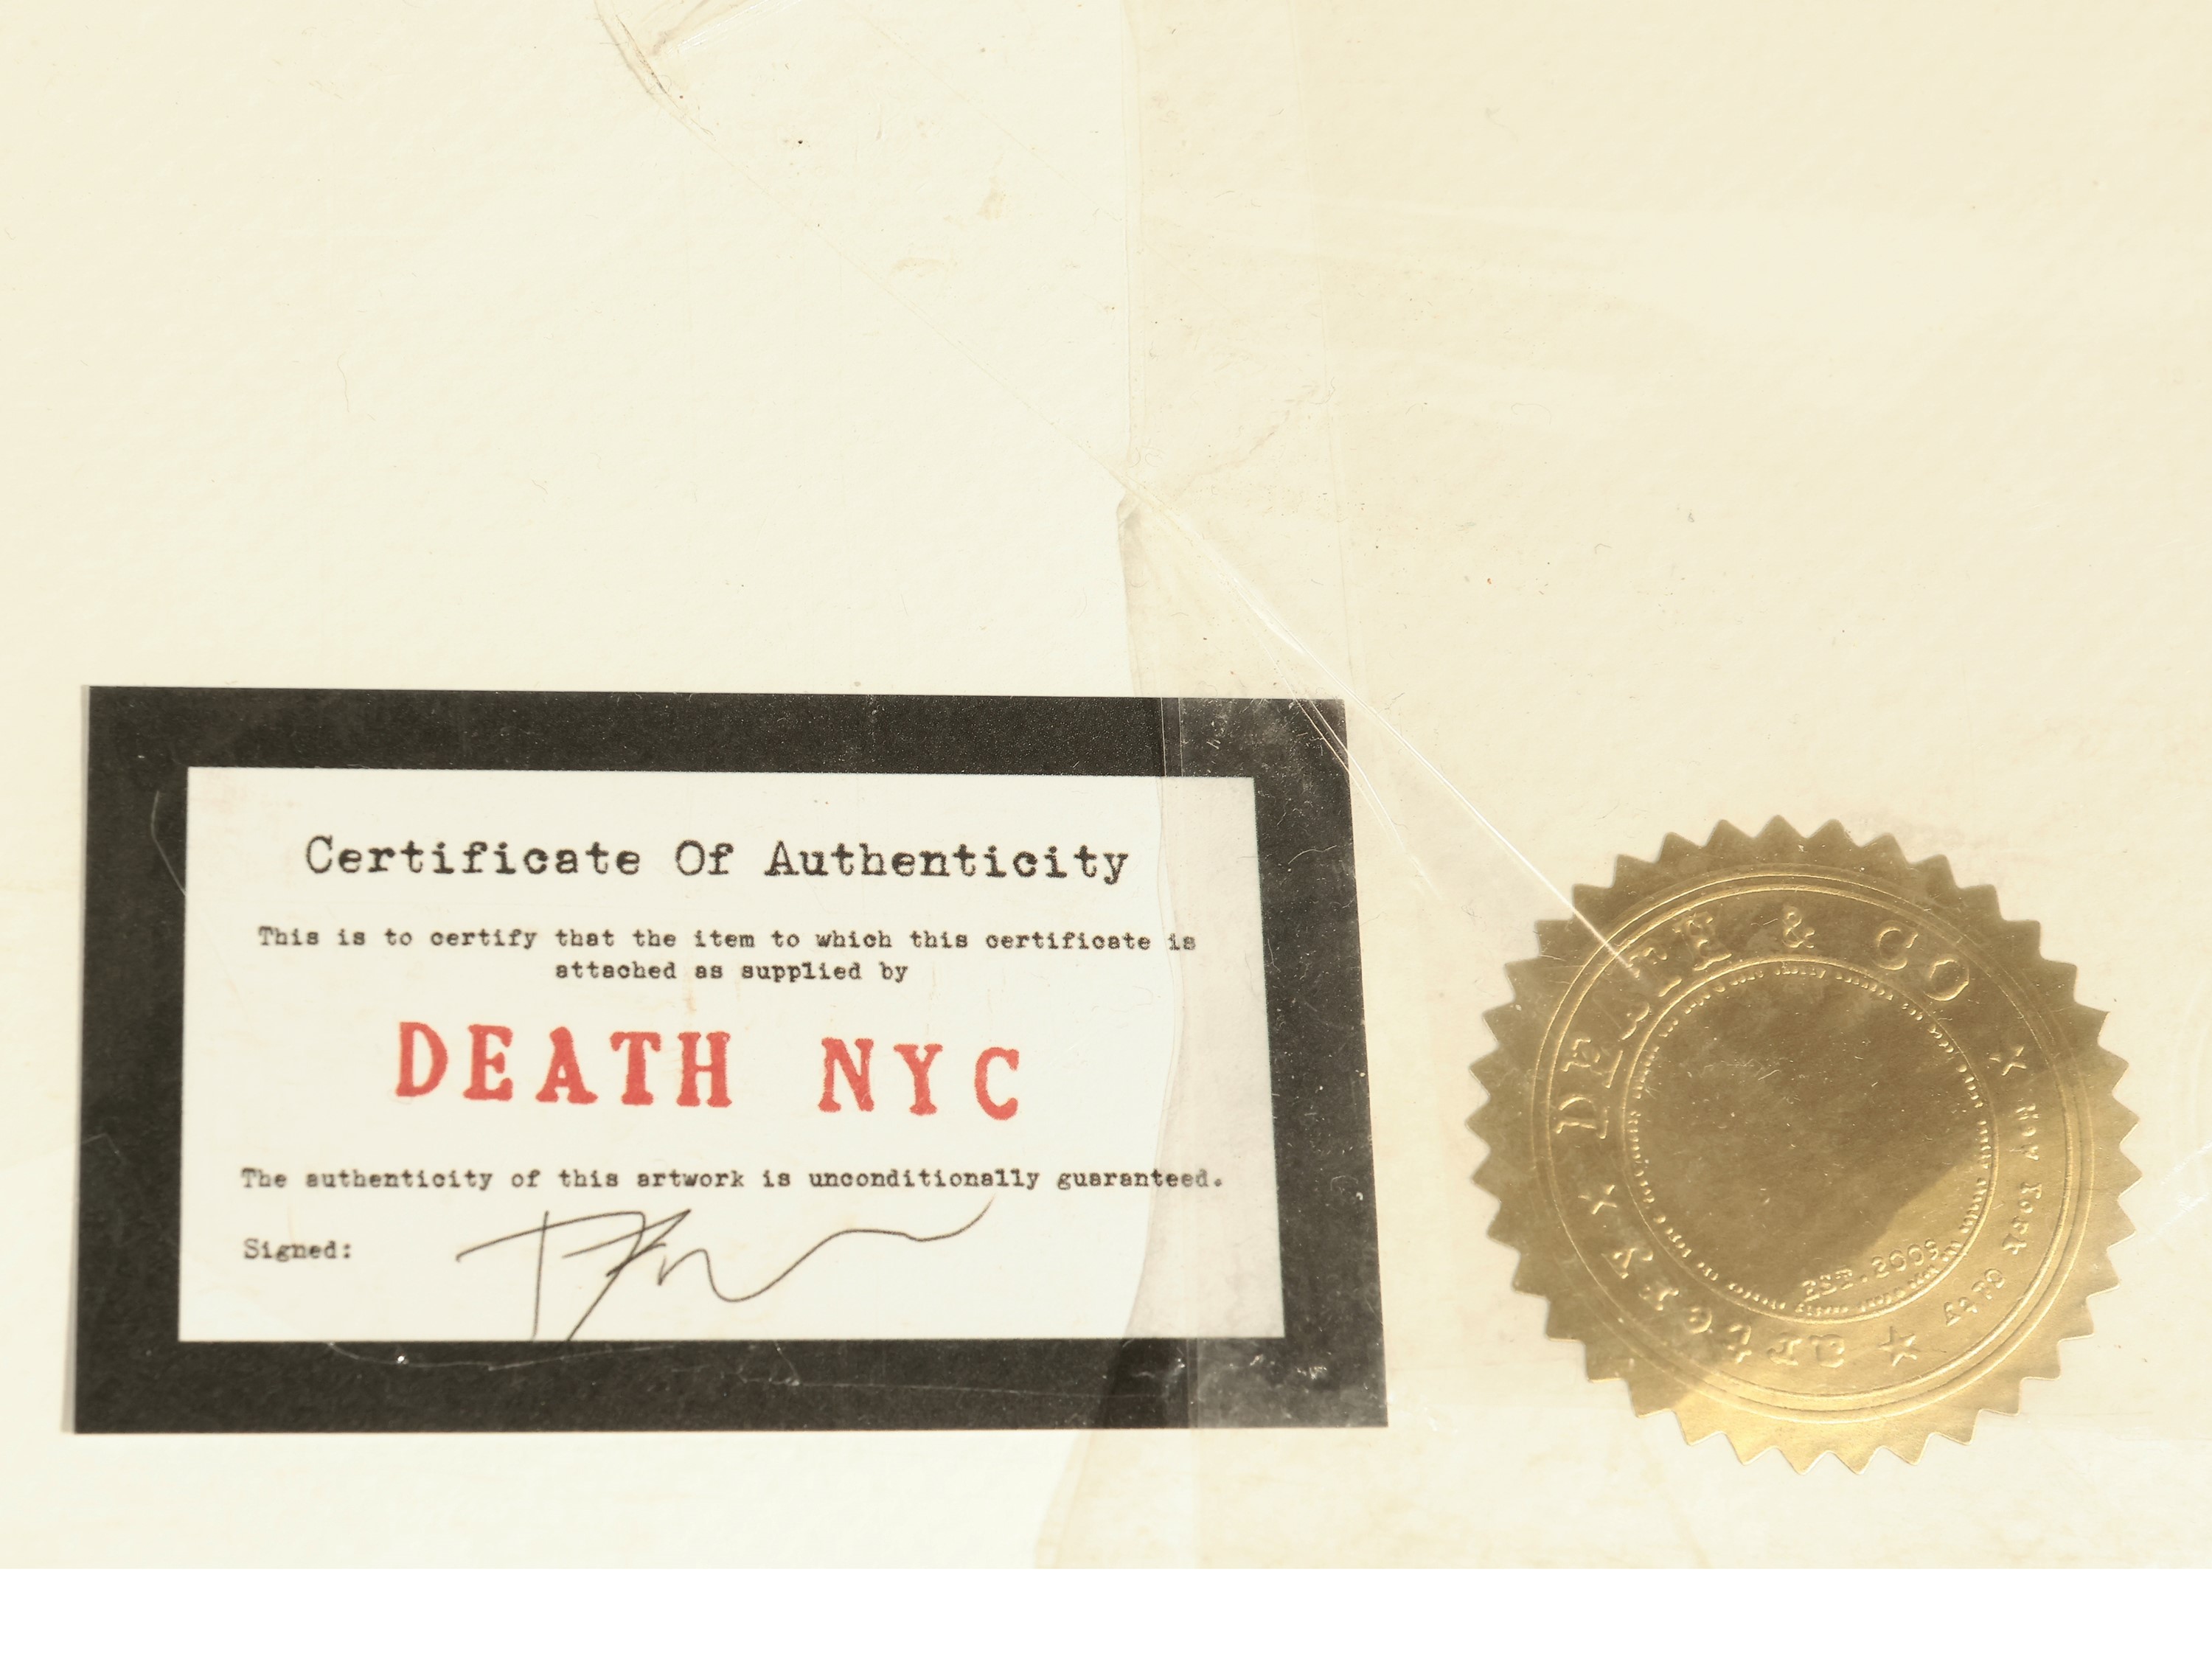 Certificate Of Authenticity
This is to certify that the item to which this certificate is
attached as supplied by
DEATH NYC
The authenticity of this artwork is unconditionally guaranteed.
Signed:
& CO
EST.
NEW YORK CITY